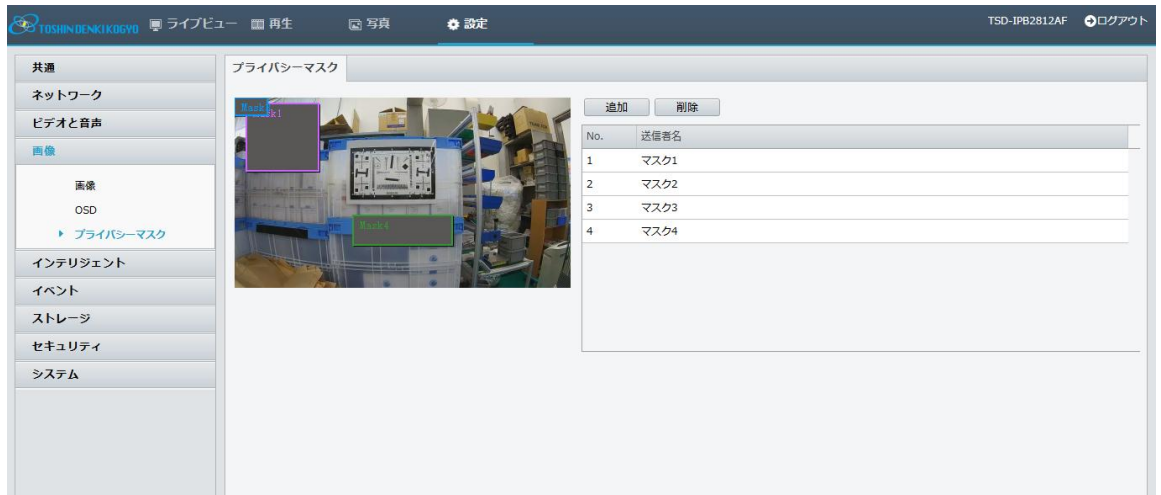 TOSHIN DENKI KOGYO ライブビュー 再生 写真 設定 TSD-IPB2812AF ログアウト
共通
ネットワーク
ビデオと音声
画像
画像
OSD
プライバシーマスク
インテリジェント
イベント
ストレージ
セキュリティ
システム
プライバシーマスク
Mask
Mask4
追加 削除
No. 送信者名
1 マスク1
2 マスク2
3 マスク3
4 マスク4